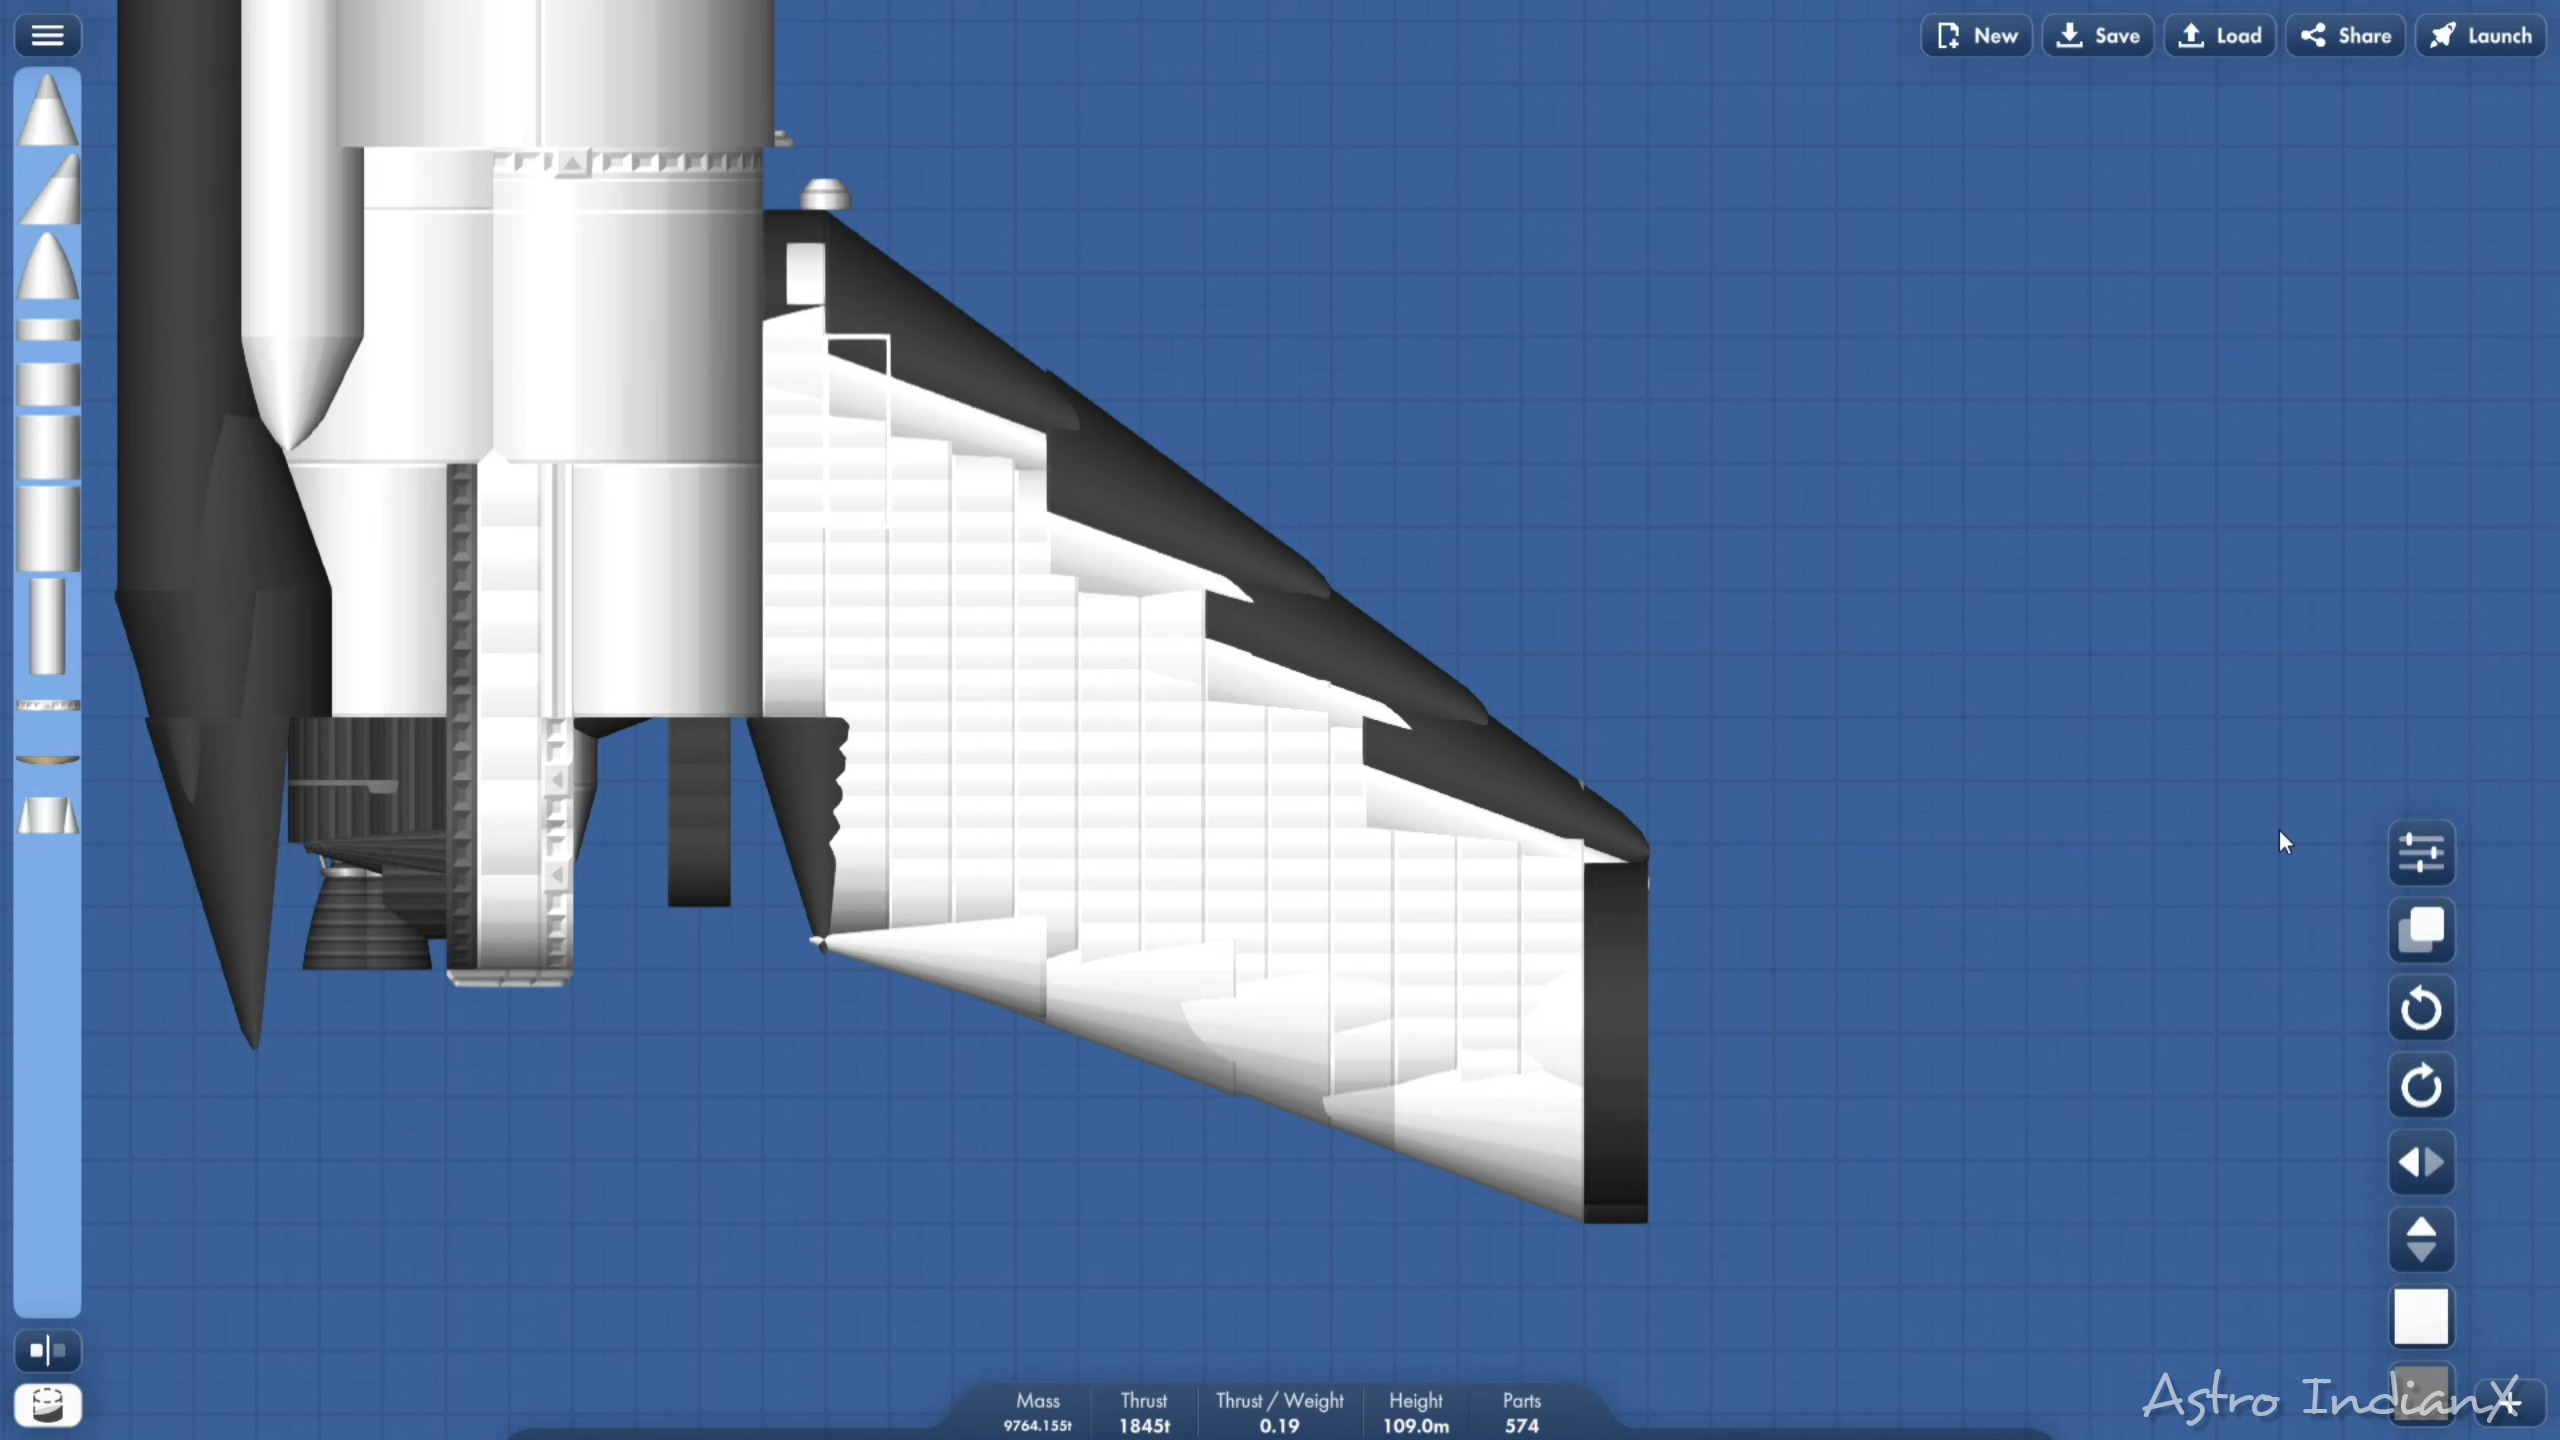 New Save Load Share Launch
Mass Thrust Thrust / Weight Height Parts
9764.155t 1845t 0.19 109.0m 574
Astro IndianX